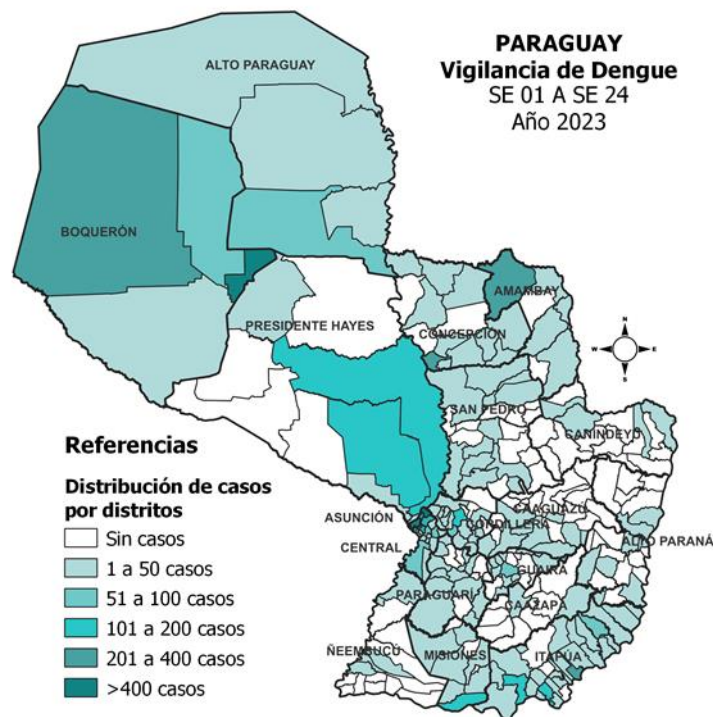 PARAGUAY
Vigilancia de Dengue
SE 01 A SE 24
Año 2023
ALTO PARAGUAY
BOQUERÓN
AMAMBAY
PRESIDENTE HAYES
CONCEPCIÓN
N
W
E
S
SAN PEDRO
CANINDEYÚ
Referencias
Distribución de casos
por distritos
Sin casos
1 a 50 casos
51 a 100 casos
101 a 200 casos
201 a 400 casos
>400 casos
ASUNCIÓN
CAAGUAZÚ
CORDILLERA
CENTRAL
ALTO PARANÁ
GUAIRÁ
PARAGUARÍ
CAAZAPÁ
ÑEEMBUCÚ
MISIONES
ITAPÚA